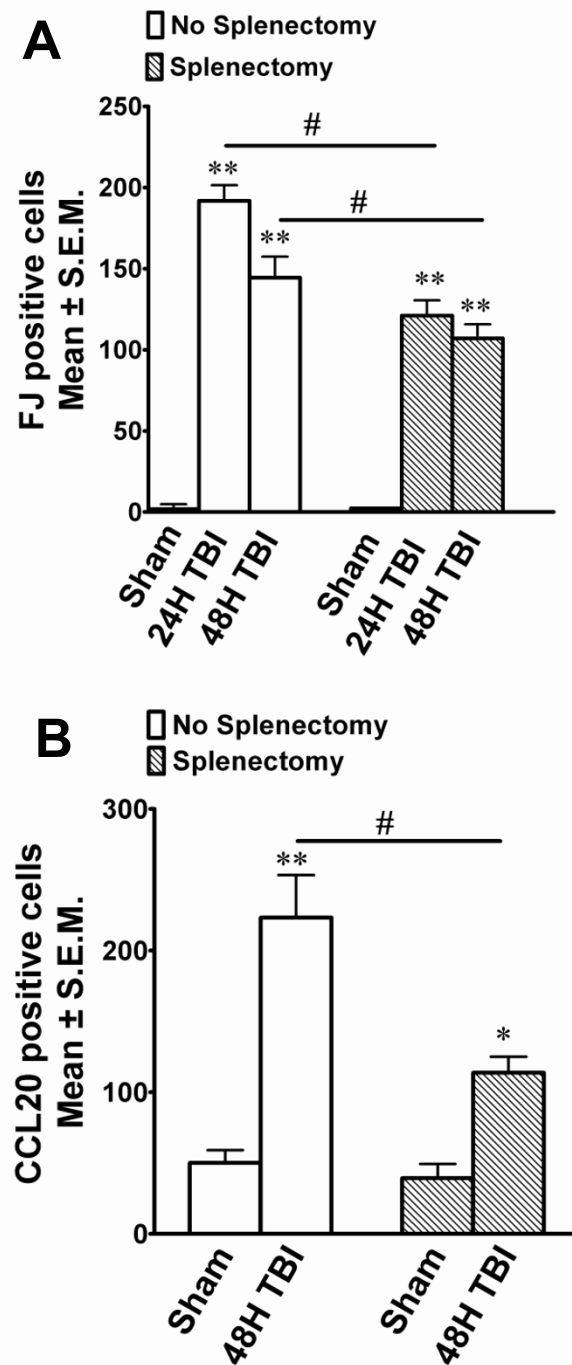 A
No Splenectomy
Splenectomy
FJ positive cells
Mean ± S.E.M.
250
200
150
100
50
0
#
#
**
**
**
**
Sham
24H TBI
48H TBI
Sham
24H TBI
48H TBI
B
No Splenectomy
Splenectomy
CCL20 positive cells
Mean ± S.E.M.
300
200
100
0
#
**
*
Sham
48H TBI
Sham
48H TBI